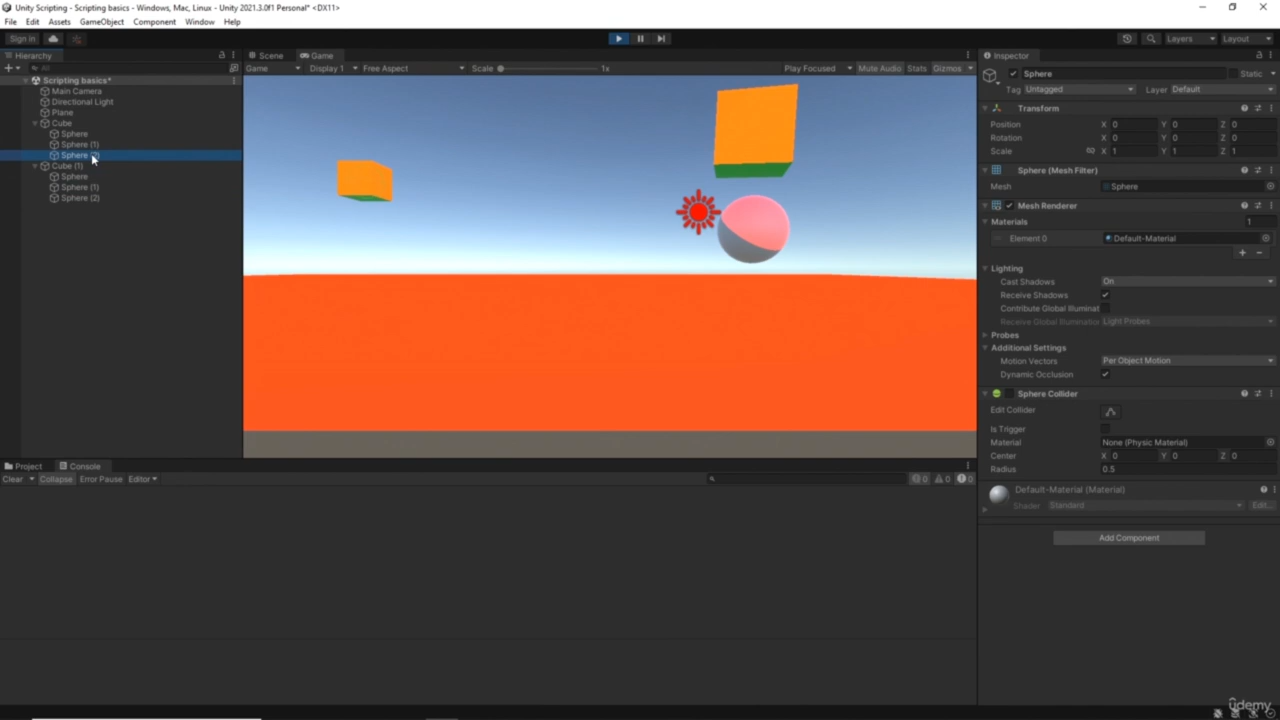 Unity Scripting - Scripting basics - Windows, Mac, Linux - Unity 2021.3.0f1 Personal* <DX11>
File Edit Assets GameObject Component Window Help
Sign in
Layers Layout
Hierarchy
All
Scripting basics*
Main Camera
Directional Light
Plane
Cube
Sphere
Sphere (1)
Sphere
Cube (1)
Sphere
Sphere (1)
Sphere (2)
Scene Game
Game Display 1 Free Aspect Scale 1x Play Focused Mute Audio Stats Gizmos
Inspector
Sphere Static
Tag Untagged Layer Default
Transform
Position X 0 Y 0 Z 0
Rotation X 0 Y 0 Z 0
Scale X 1 Y 1 Z 1
Sphere (Mesh Filter)
Mesh Sphere
Mesh Renderer
Materials 1
Element 0 Default-Material
Lighting
Cast Shadows On
Receive Shadows
Contribute Global Illuminat
Receive Global Illumination Light Probes
Probes
Additional Settings
Motion Vectors Per Object Motion
Dynamic Occlusion
Sphere Collider
Edit Collider
Is Trigger
Material None (Physic Material)
Center X 0 Y 0 Z 0
Radius 0.5
Default-Material (Material)
Shader Standard Edit...
Add Component
Project Console
Clear Collapse Error Pause Editor
0 0 0
ûdemy